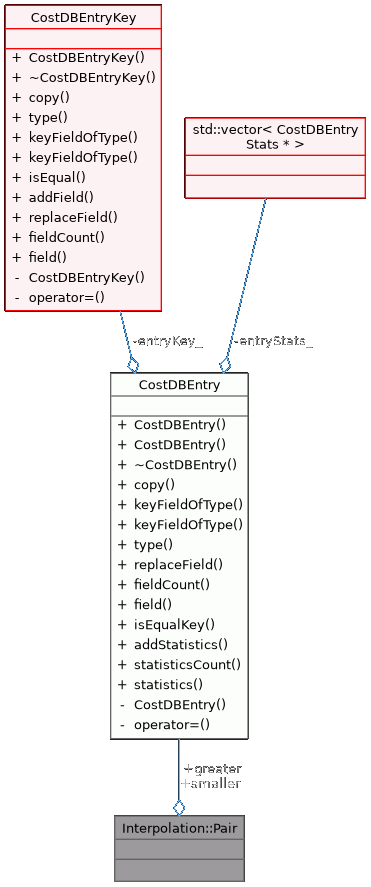 CostDBEntryKey
+ CostDBEntryKey()
+ ~CostDBEntryKey()
+ copy()
+ type()
+ keyFieldOfType()
+ keyFieldOfType()
+ isEqual()
+ addField()
+ replaceField()
+ fieldCount()
+ field()
- CostDBEntryKey()
- operator=()
std::vector< CostDBEntry
Stats * >
-entryKey_
-entryStats_
CostDBEntry
+ CostDBEntry()
+ CostDBEntry()
+ ~CostDBEntry()
+ copy()
+ keyFieldOfType()
+ keyFieldOfType()
+ type()
+ replaceField()
+ fieldCount()
+ field()
+ isEqualKey()
+ addStatistics()
+ statisticsCount()
+ statistics()
- CostDBEntry()
- operator=()
+greater
+smaller
Interpolation::Pair